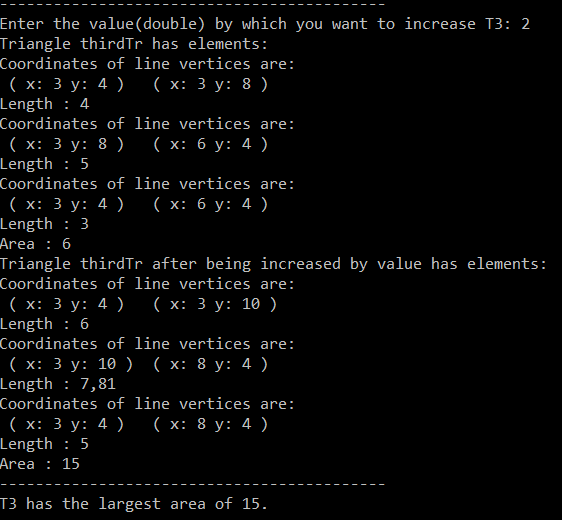 -------------------------------------------
Enter the value(double) by which you want to increase T3: 2
Triangle thirdTr has elements:
Coordinates of line vertices are:
 ( x: 3 y: 4 )   ( x: 3 y: 8 )
Length : 4
Coordinates of line vertices are:
 ( x: 3 y: 8 )   ( x: 6 y: 4 )
Length : 5
Coordinates of line vertices are:
 ( x: 3 y: 4 )   ( x: 6 y: 4 )
Length : 3
Area : 6
Triangle thirdTr after being increased by value has elements:
Coordinates of line vertices are:
 ( x: 3 y: 4 )   ( x: 3 y: 10 )
Length : 6
Coordinates of line vertices are:
 ( x: 3 y: 10 )  ( x: 8 y: 4 )
Length : 7,81
Coordinates of line vertices are:
 ( x: 3 y: 4 )   ( x: 8 y: 4 )
Length : 5
Area : 15
-------------------------------------------
T3 has the largest area of 15.